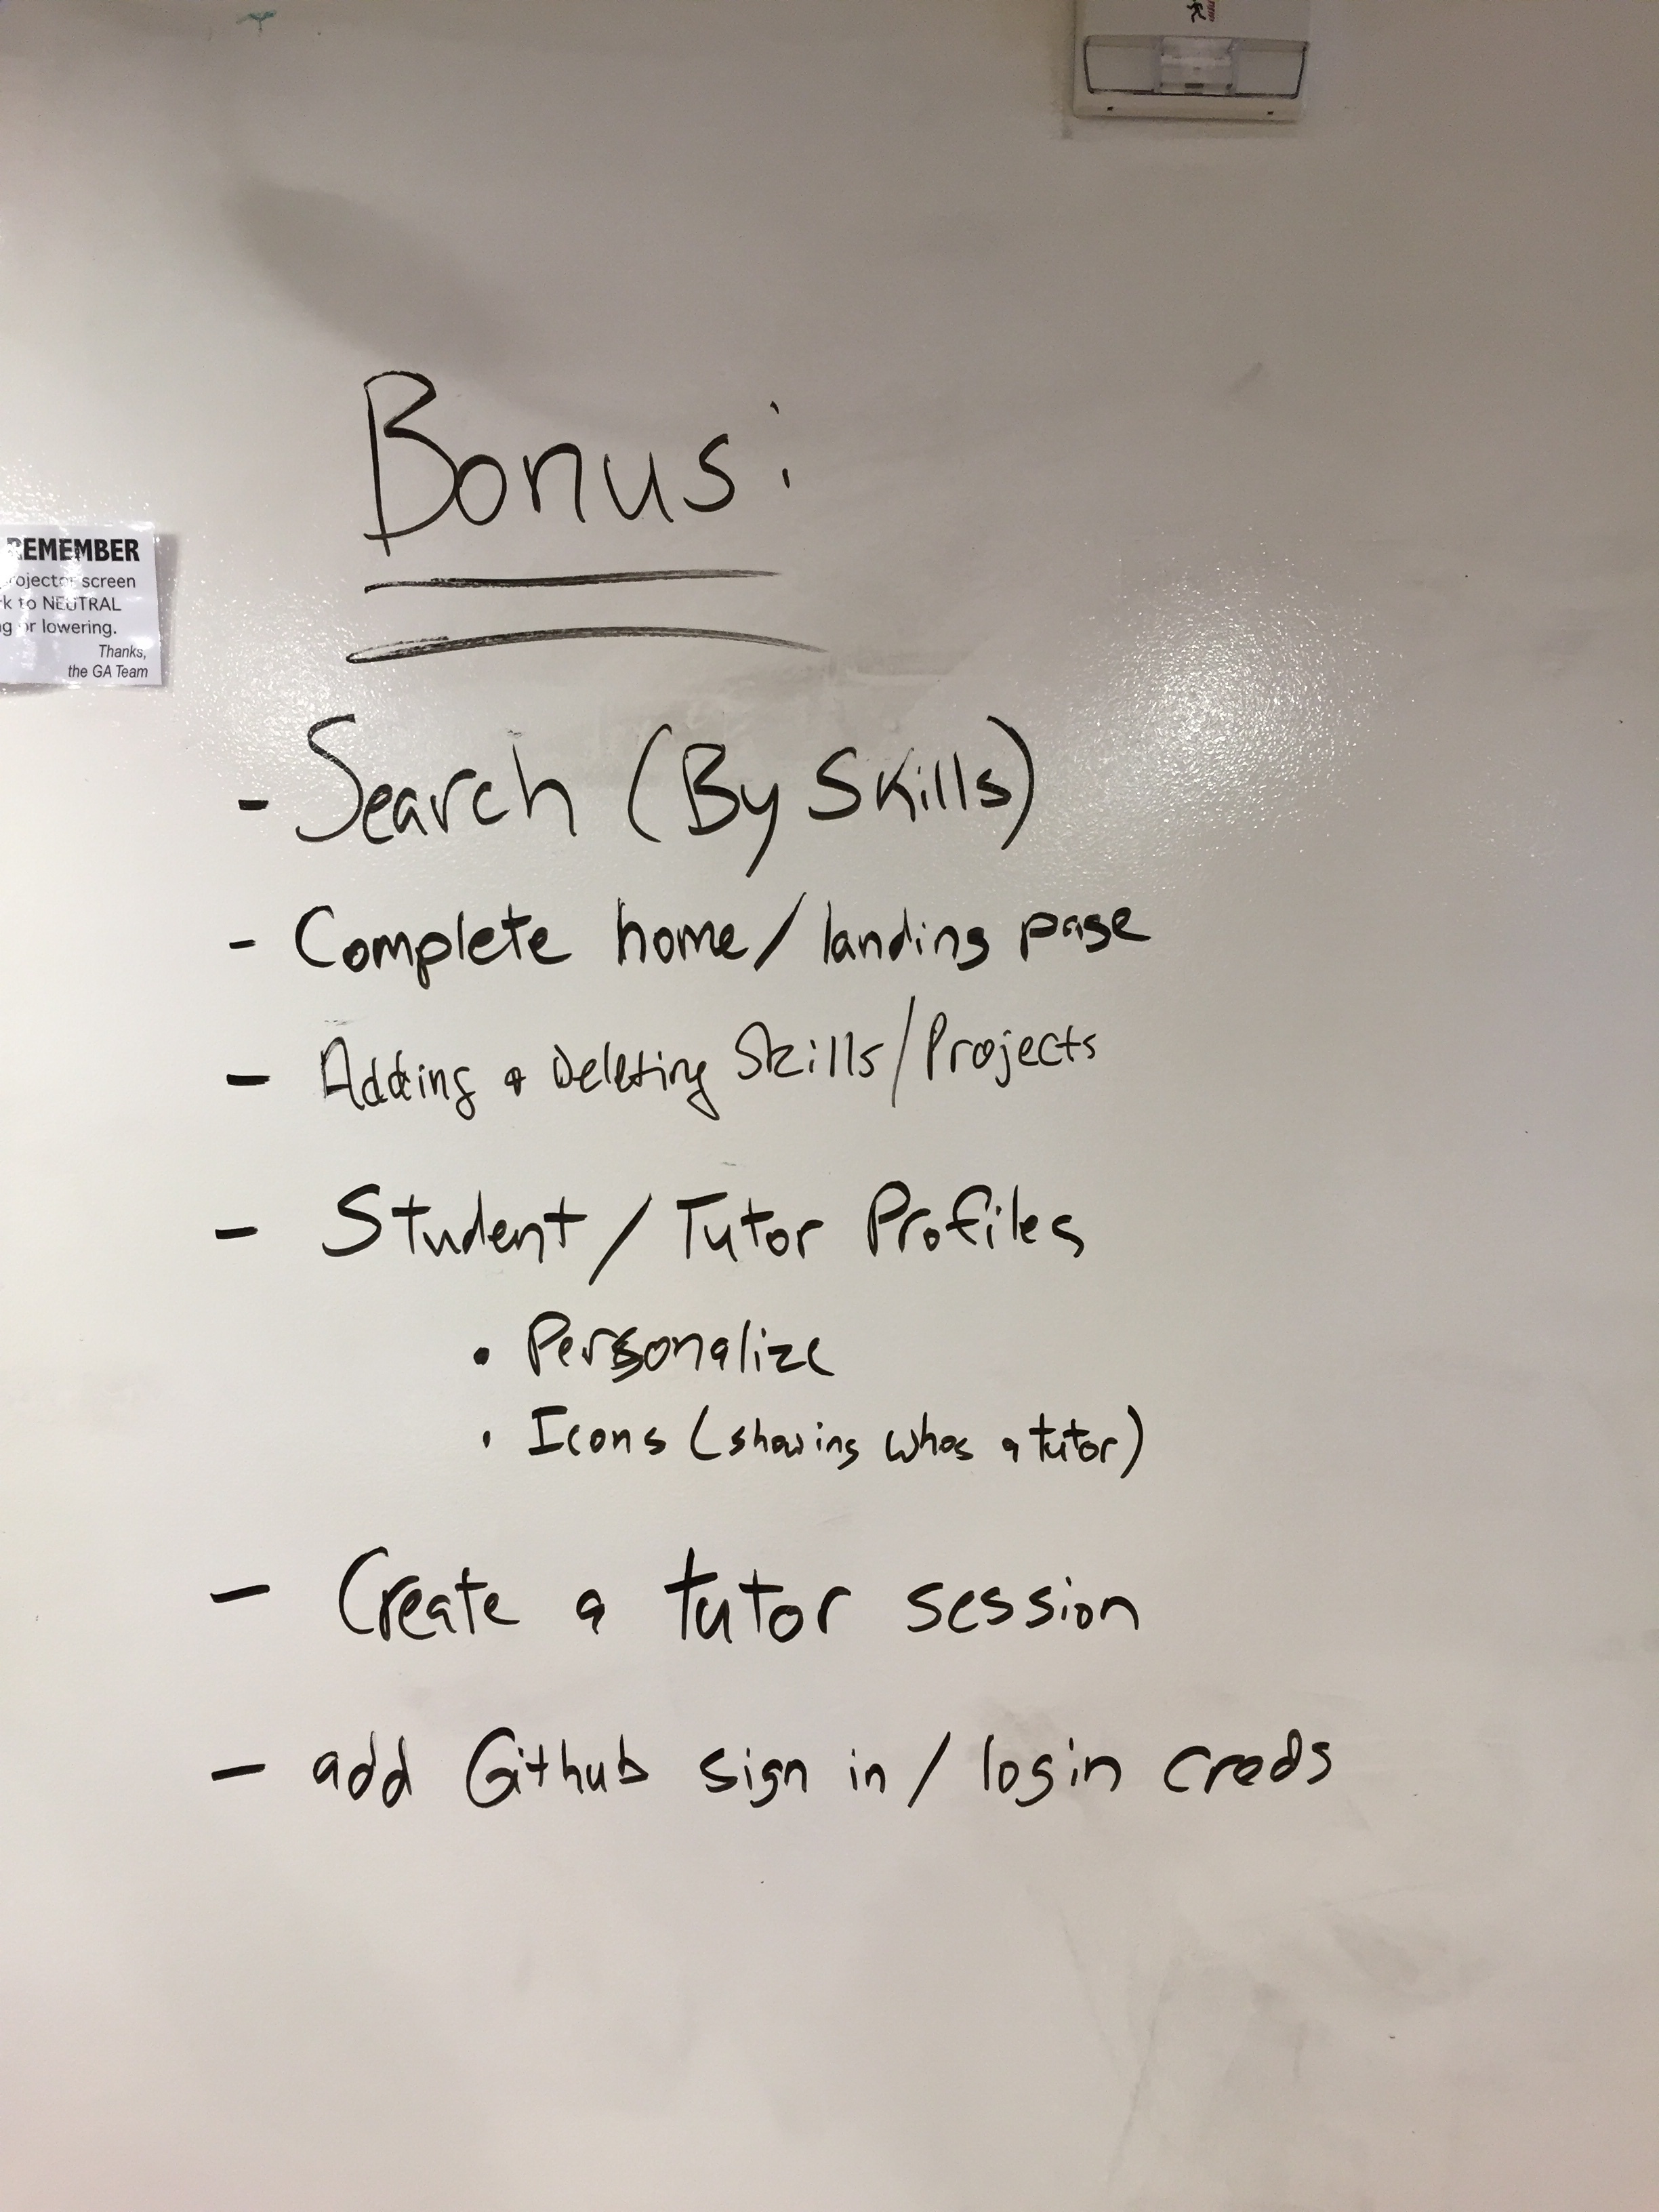 Bonus:
REMEMBER
screen
to NEUTRAL
or lowering.
Thanks,
the GA Team
- Search (By Skills)
- Complete home/landing page
- Adding & Deleting Skills/Projects
- Student/Tutor Profiles
• Personalize
• Icons (showing whos a tutor)
- Create a tutor session
- add Github sign in/login creds